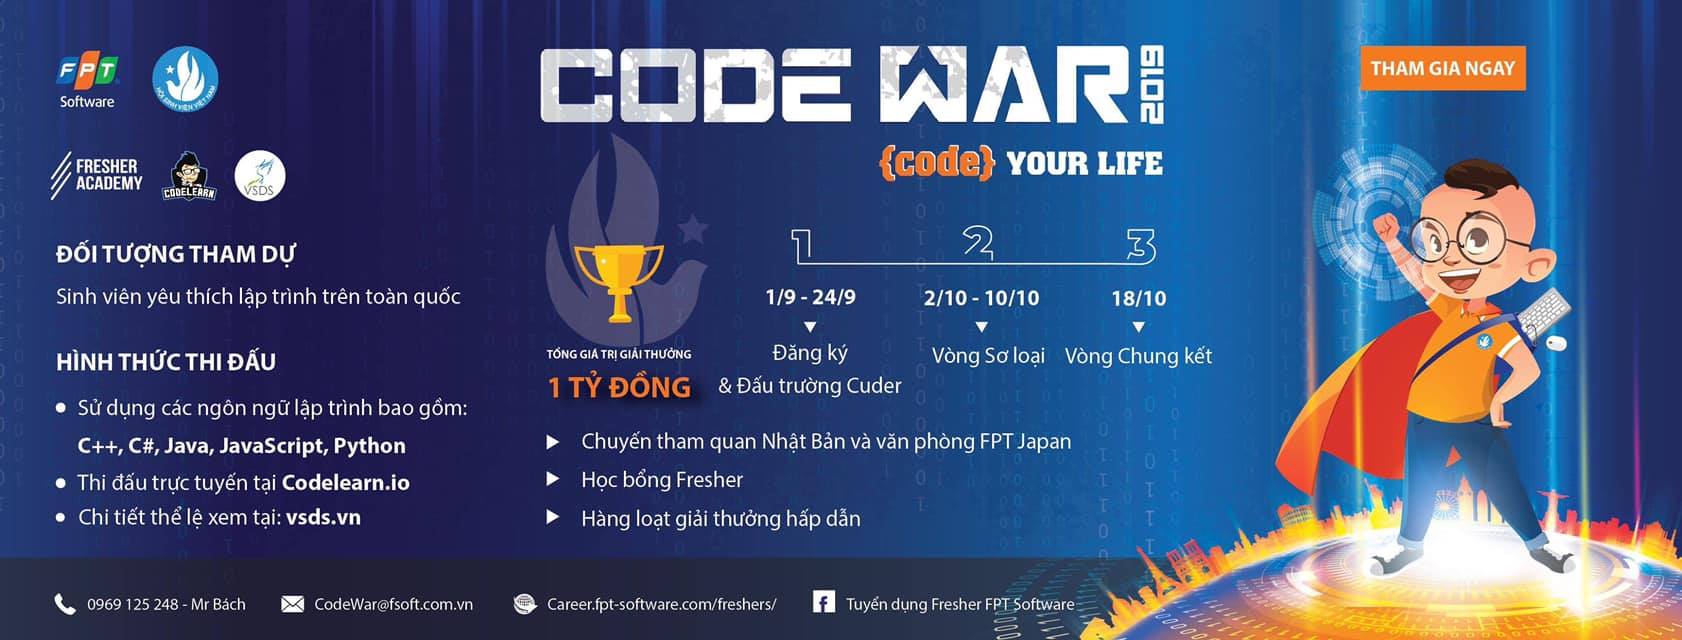 FPT
Software
HỘI SINH VIÊN VIỆT NAM
FRESHER
ACADEMY
CODELEARN
VSDS
ĐỐI TƯỢNG THAM DỰ
Sinh viên yêu thích lập trình trên toàn quốc
HÌNH THỨC THI ĐẤU
• Sử dụng các ngôn ngữ lập trình bao gồm:
C++, C#, Java, JavaScript, Python
• Thi đấu trực tuyến tại Codelearn.io
• Chi tiết thể lệ xem tại: vsds.vn
CODE WAR 2019
{code} YOUR LIFE
TỔNG GIÁ TRỊ GIẢI THƯỞNG
1 TỶ ĐỒNG
1 2 3
1/9 - 24/9 2/10 - 10/10 18/10
Đăng ký Vòng Sơ loại Vòng Chung kết
& Đấu trường Cuder
Chuyến tham quan Nhật Bản và văn phòng FPT Japan
Học bổng Fresher
Hàng loạt giải thưởng hấp dẫn
THAM GIA NGAY
0969 125 248 - Mr Bách CodeWar@fsoft.com.vn Career.fpt-software.com/freshers/ Tuyển dụng Fresher FPT Software